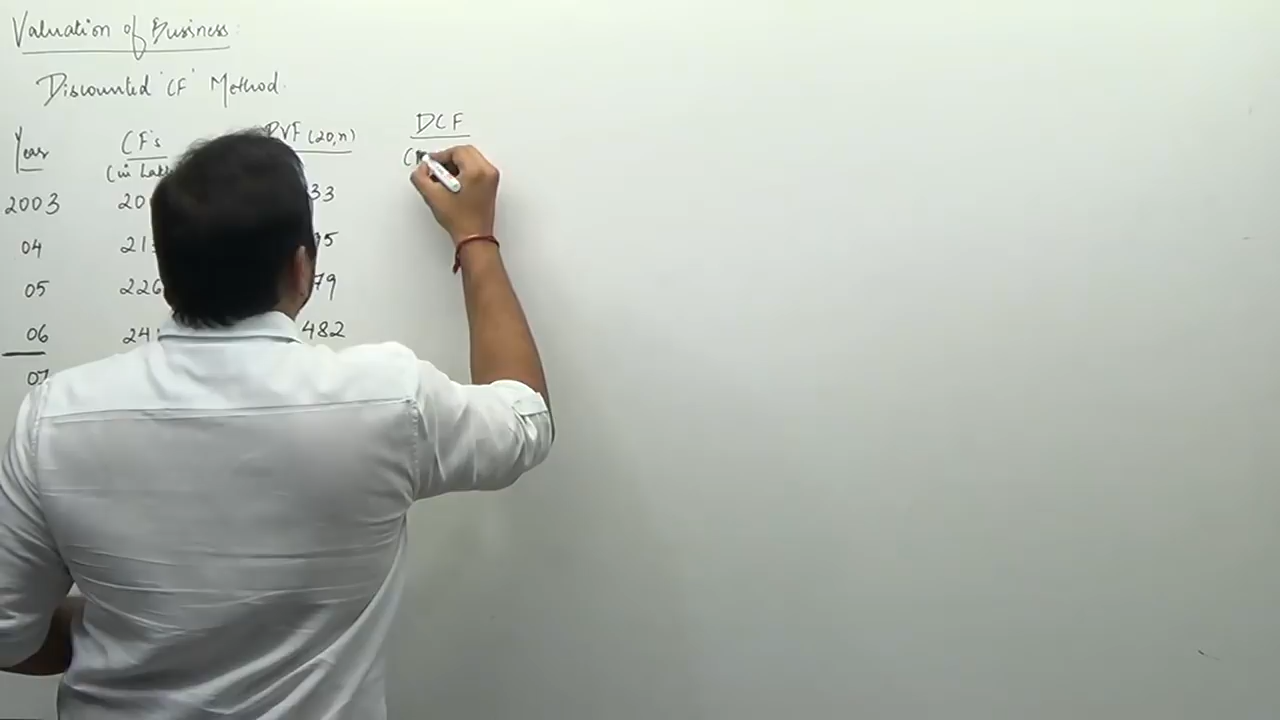 Valuation of Business:
Discounted 'CF' Method.
Year CF's PVF (20,n) DCF
(in Lakh
2003 20 33
04 21 95
05 226 79
06 24 482
07